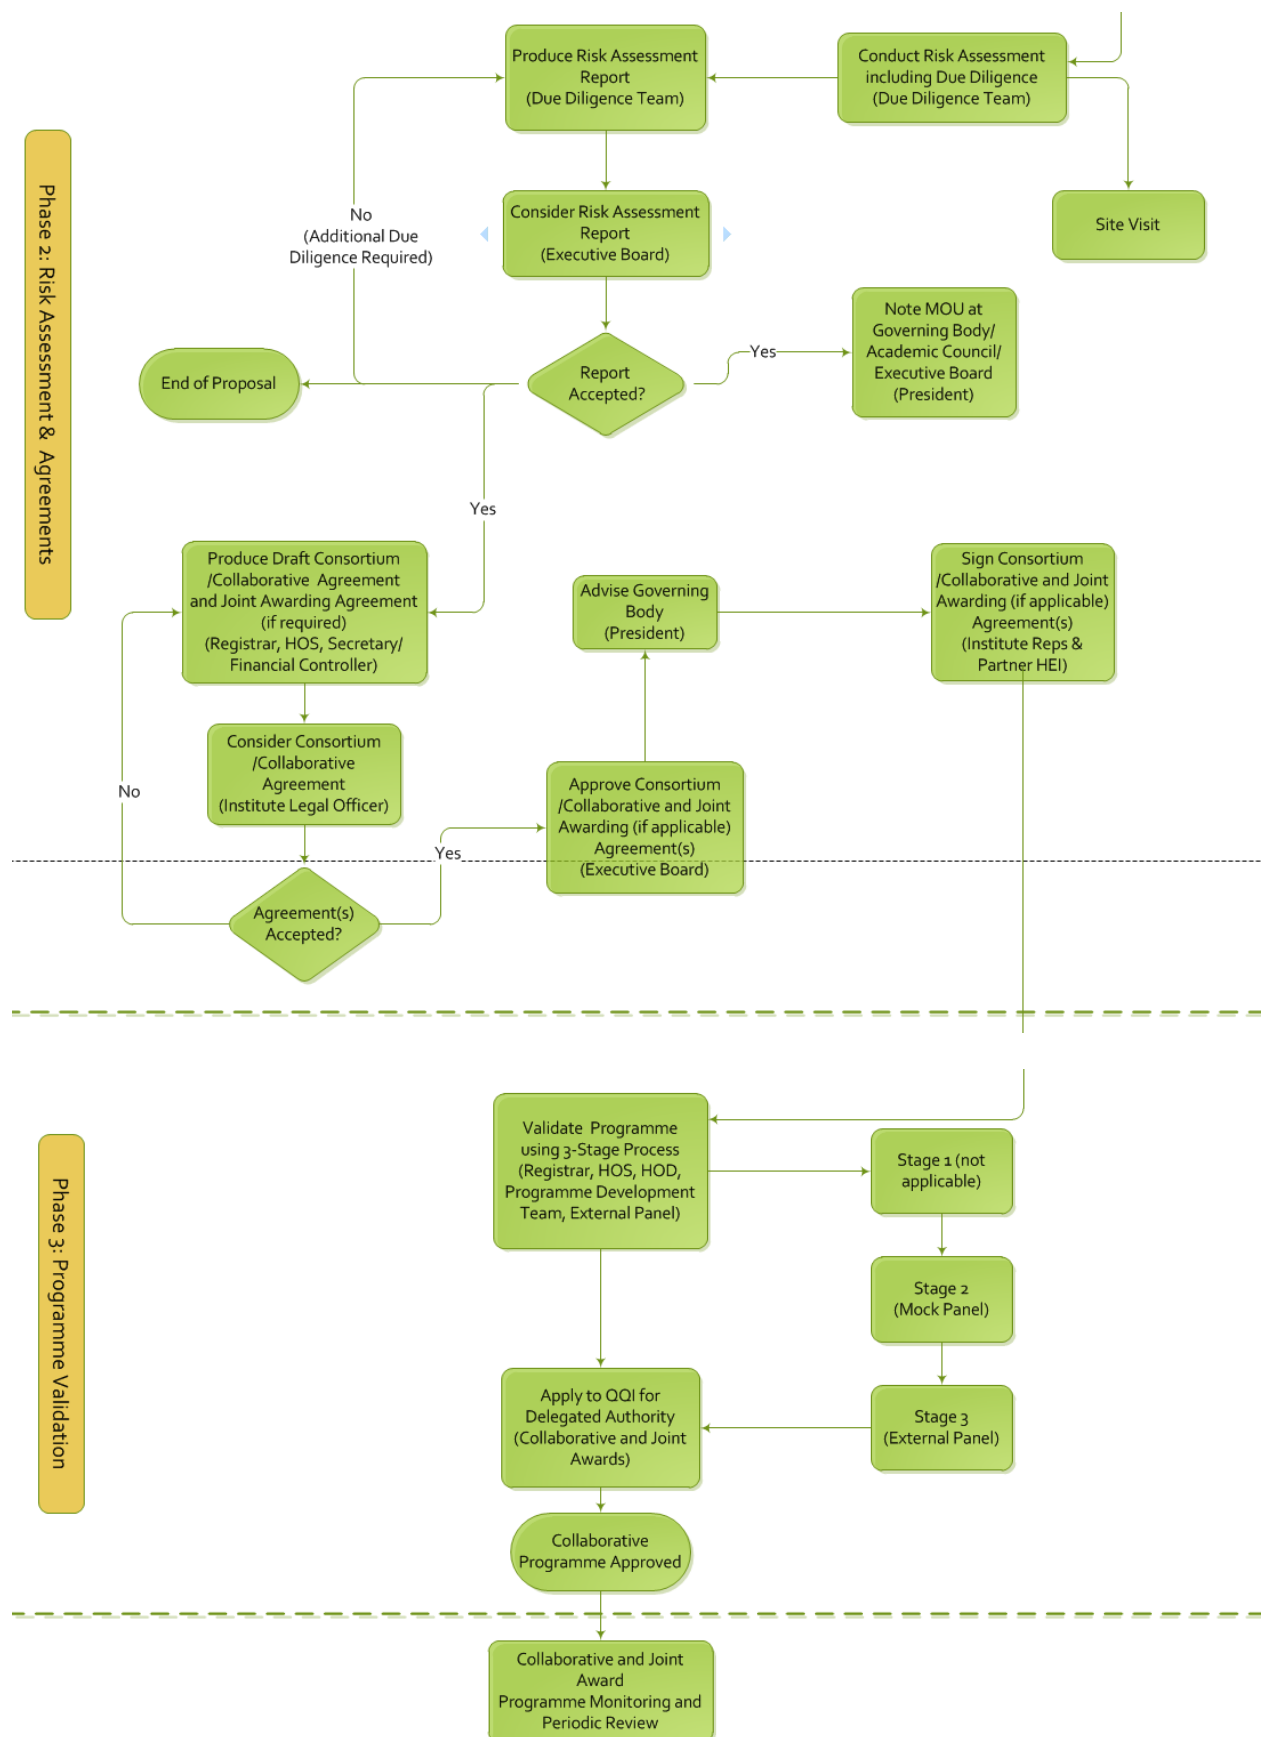 Phase 2: Risk Assessment & Agreements
Produce Risk Assessment
Report
(Due Diligence Team)
Conduct Risk Assessment
including Due Diligence
(Due Diligence Team)
Site Visit
Consider Risk Assessment
Report
(Executive Board)
No
(Additional Due
Diligence Required)
Report
Accepted?
End of Proposal
Yes
Note MOU at
Governing Body/
Academic Council/
Executive Board
(President)
Yes
Produce Draft Consortium
/Collaborative Agreement
and Joint Awarding Agreement
(if required)
(Registrar, HOS, Secretary/
Financial Controller)
Consider Consortium
/Collaborative
Agreement
(Institute Legal Officer)
No
Agreement(s)
Accepted?
Yes
Approve Consortium
/Collaborative and Joint
Awarding (if applicable)
Agreement(s)
(Executive Board)
Advise Governing
Body
(President)
Sign Consortium
/Collaborative and Joint
Awarding (if applicable)
Agreement(s)
(Institute Reps &
Partner HEI)
Phase 3: Programme Validation
Validate Programme
using 3-Stage Process
(Registrar, HOS, HOD,
Programme Development
Team, External Panel)
Stage 1 (not
applicable)
Stage 2
(Mock Panel)
Stage 3
(External Panel)
Apply to QQI for
Delegated Authority
(Collaborative and Joint
Awards)
Collaborative
Programme Approved
Collaborative and Joint
Award
Programme Monitoring and
Periodic Review